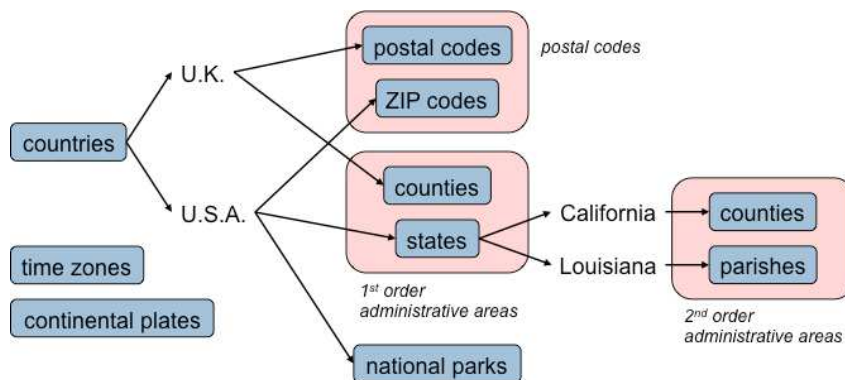 postal codes
postal codes
U.K.
ZIP codes
countries
counties
U.S.A.
California
counties
states
time zones
Louisiana
parishes
1st order
administrative areas
continental plates
2nd order
administrative areas
national parks